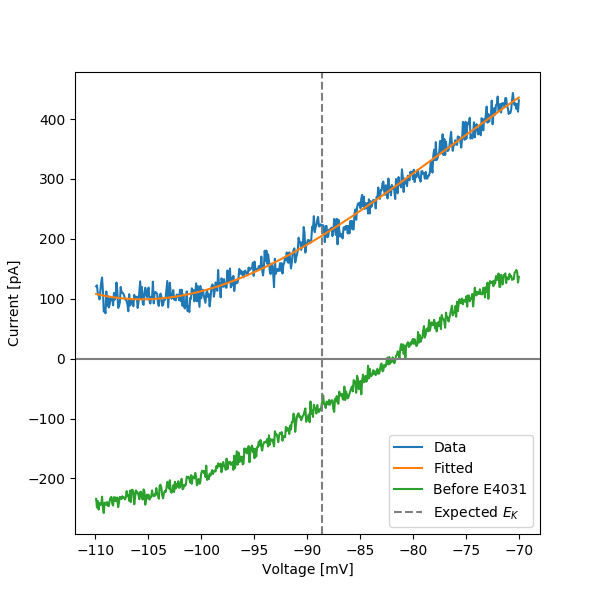 Current [pA]
400
300
200
100
0
−100
−200
−110
−105
−100
−95
−90
−85
−80
−75
−70
Voltage [mV]
Data
Fitted
Before E4031
Expected E_K